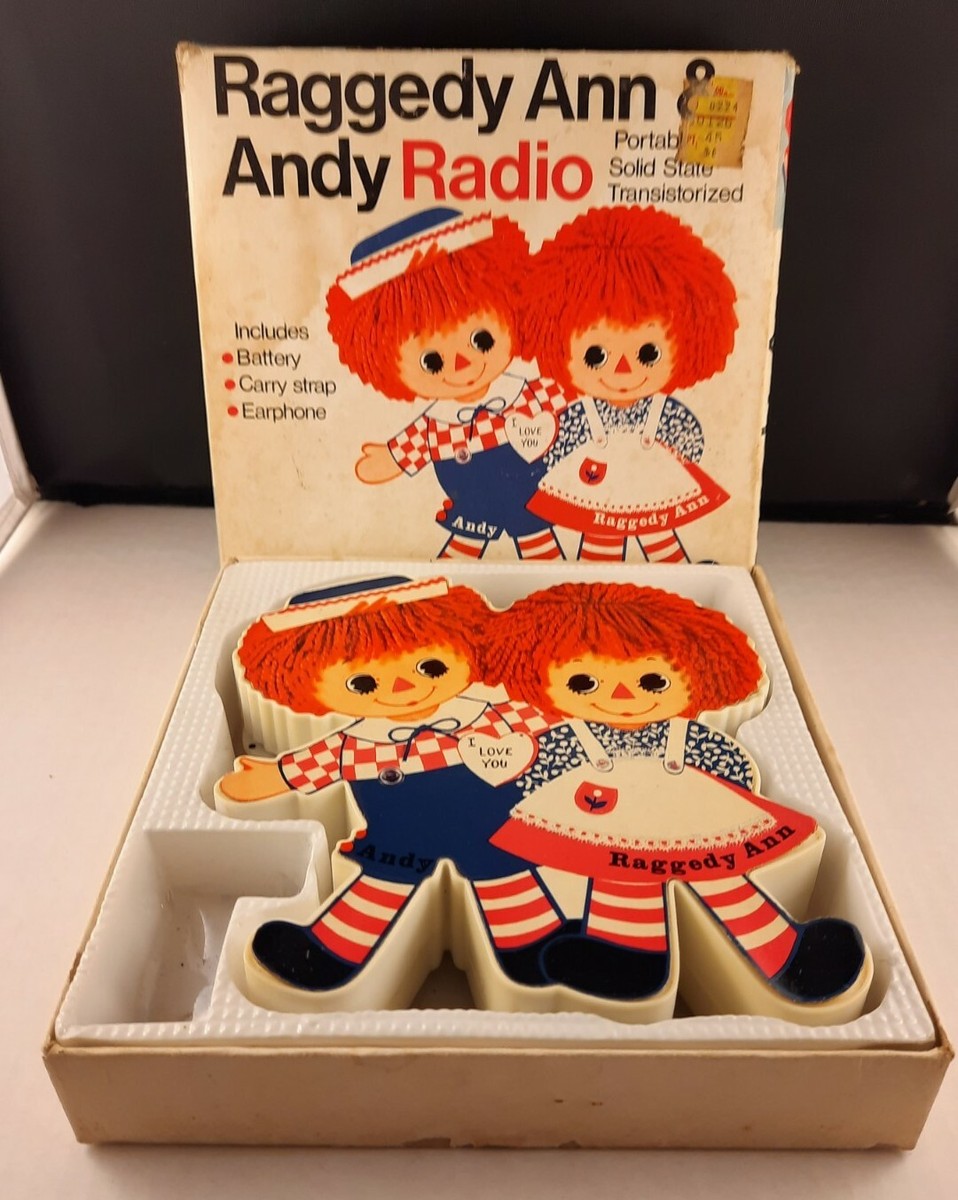 Raggedy Ann &
Andy Radio
Solid State
Transistorized
Includes
Battery
Carry strap
Earphone
I
LOVE
YOU
Andy
Raggedy Ann
I
LOVE
YOU
Andy
Raggedy Ann